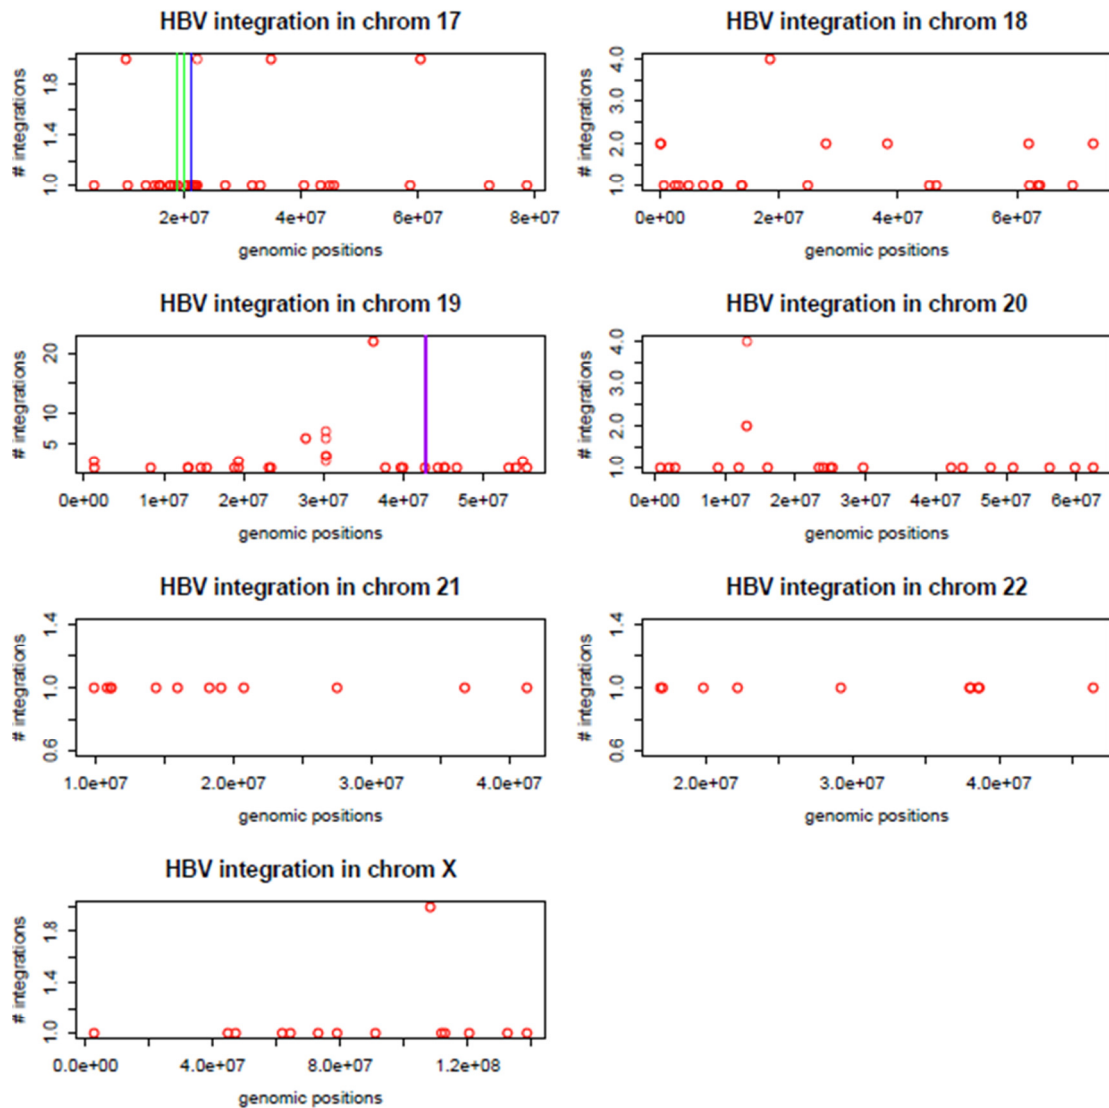 HBV integration in chrom 17
# integrations
1.0 1.4 1.8
2e+07 4e+07 6e+07 8e+07
genomic positions
HBV integration in chrom 18
# integrations
1.0 2.0 3.0 4.0
0e+00 2e+07 4e+07 6e+07
genomic positions
HBV integration in chrom 19
# integrations
5 10 20
0e+00 1e+07 2e+07 3e+07 4e+07 5e+07
genomic positions
HBV integration in chrom 20
# integrations
1.0 2.0 3.0 4.0
0e+00 1e+07 2e+07 3e+07 4e+07 5e+07 6e+07
genomic positions
HBV integration in chrom 21
# integrations
0.6 1.0 1.4
1.0e+07 2.0e+07 3.0e+07 4.0e+07
genomic positions
HBV integration in chrom 22
# integrations
0.6 1.0 1.4
2.0e+07 3.0e+07 4.0e+07
genomic positions
HBV integration in chrom X
# integrations
1.0 1.4 1.8
0.0e+00 4.0e+07 8.0e+07 1.2e+08
genomic positions